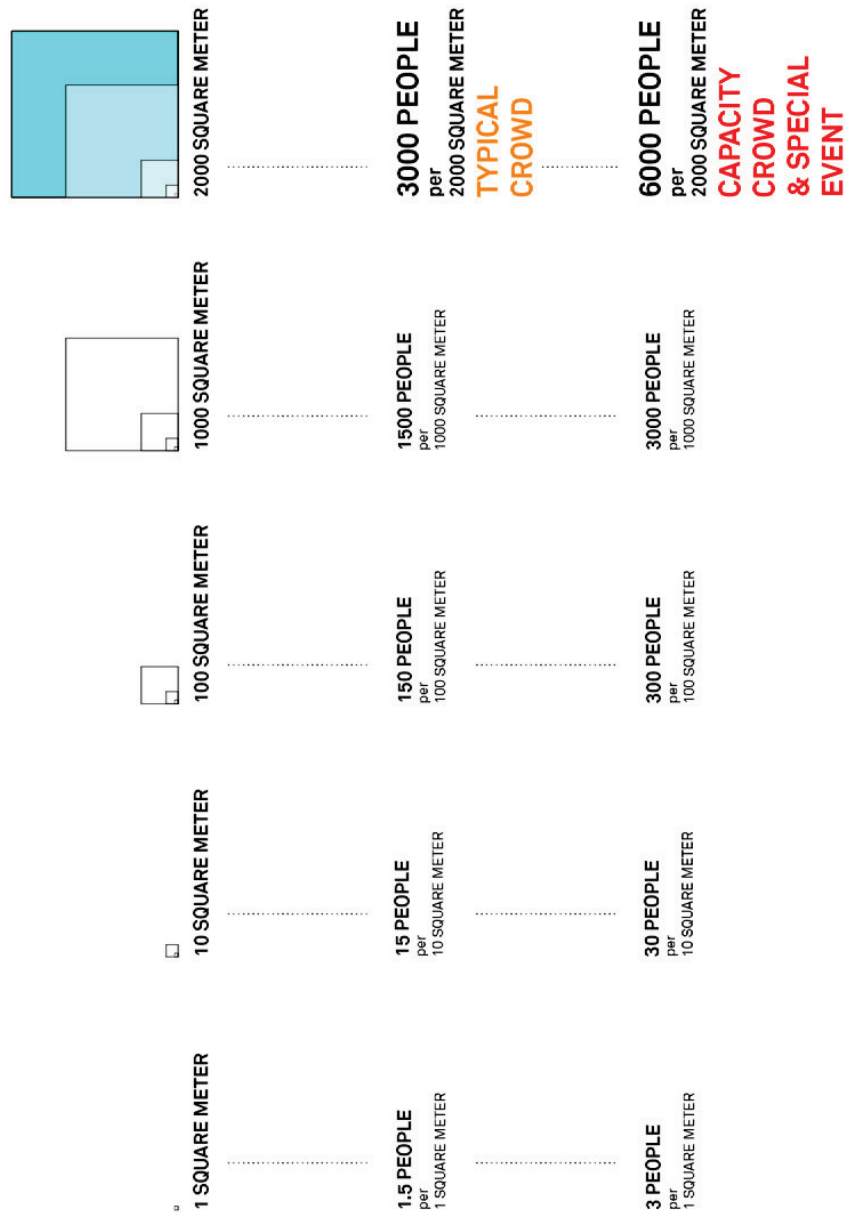 1 SQUARE METER
10 SQUARE METER
100 SQUARE METER
1000 SQUARE METER
2000 SQUARE METER
1.5 PEOPLE
per
1 SQUARE METER
15 PEOPLE
per
10 SQUARE METER
150 PEOPLE
per
100 SQUARE METER
1500 PEOPLE
per
1000 SQUARE METER
3000 PEOPLE
per
2000 SQUARE METER
TYPICAL
CROWD
3 PEOPLE
per
1 SQUARE METER
30 PEOPLE
per
10 SQUARE METER
300 PEOPLE
per
100 SQUARE METER
3000 PEOPLE
per
1000 SQUARE METER
6000 PEOPLE
per
2000 SQUARE METER
CAPACITY
CROWD
& SPECIAL
EVENT